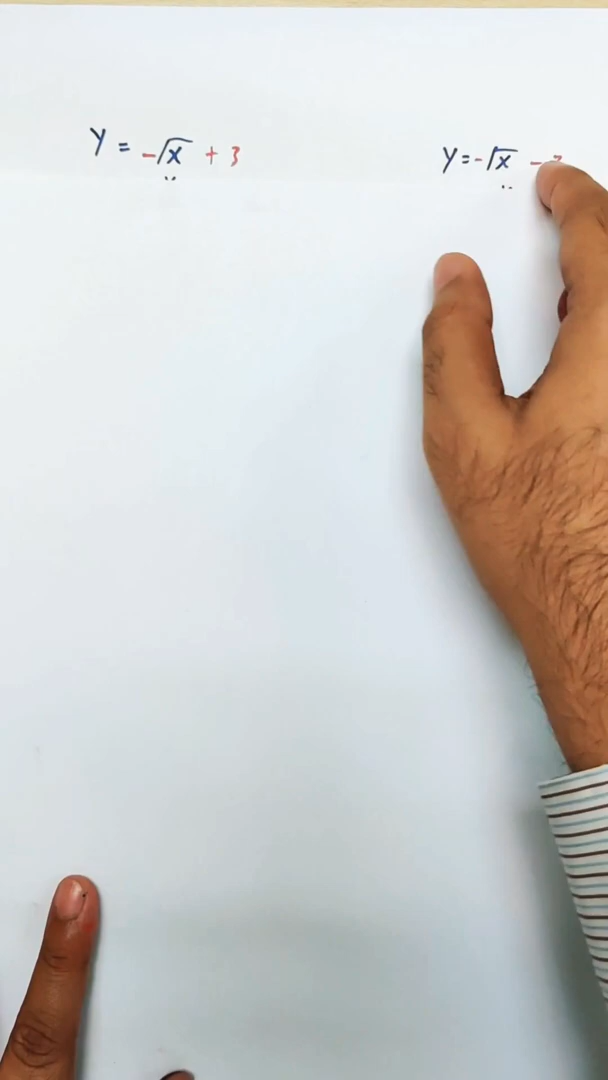 y = -√x + 3
y = -√x -